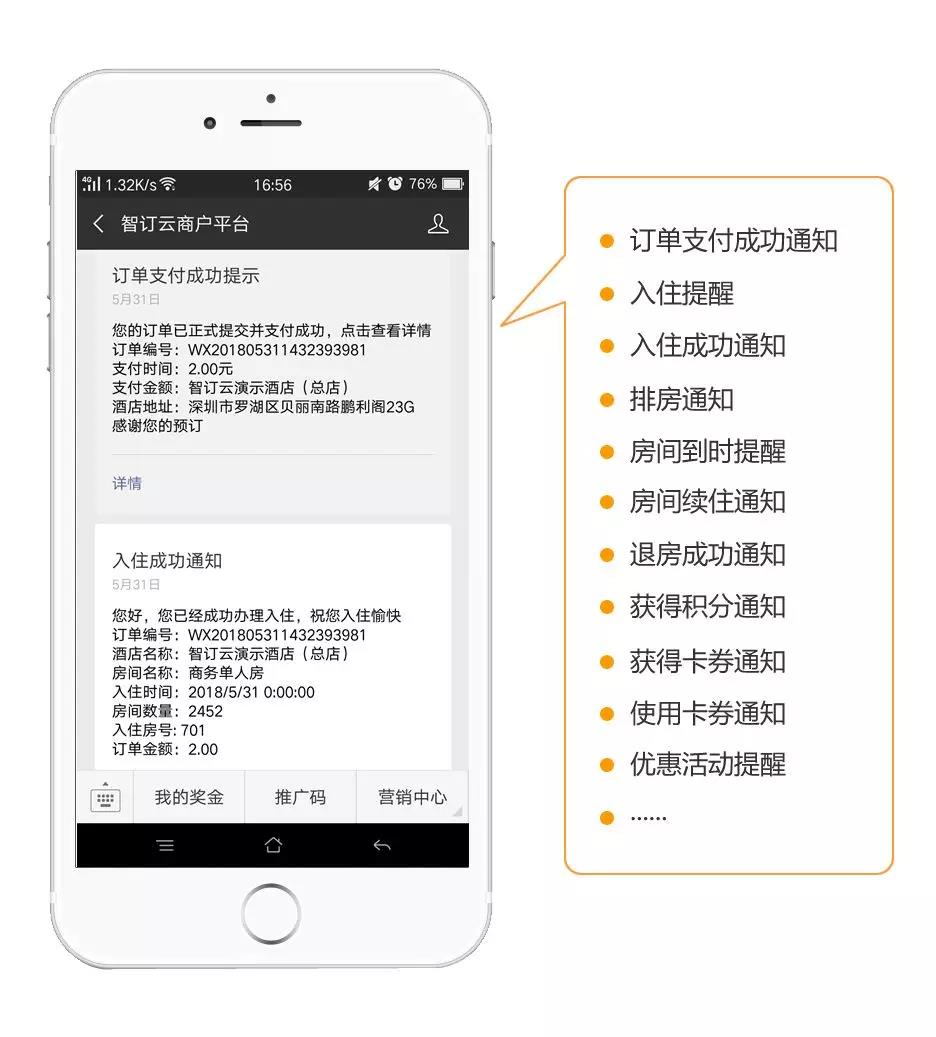 4G 1.32K/s 16:56 76%
智订云商户平台
订单支付成功提示
5月31日
您的订单已正式提交并支付成功，点击查看详情
订单编号：WX201805311432393981
支付时间：2.00元
支付金额：智订云演示酒店（总店）
酒店地址：深圳市罗湖区贝丽南路鹏利阁23G
感谢您的预订
详情
入住成功通知
5月31日
您好，您已经成功办理入住，祝您入住愉快
订单编号：WX201805311432393981
酒店名称：智订云演示酒店（总店）
房间名称：商务单人房
入住时间：2018/5/31 0:00:00
房间数量：2452
入住房号: 701
订单金额：2.00
我的奖金 推广码 营销中心
订单支付成功通知
入住提醒
入住成功通知
排房通知
房间到时提醒
房间续住通知
退房成功通知
获得积分通知
获得卡券通知
使用卡券通知
优惠活动提醒
······